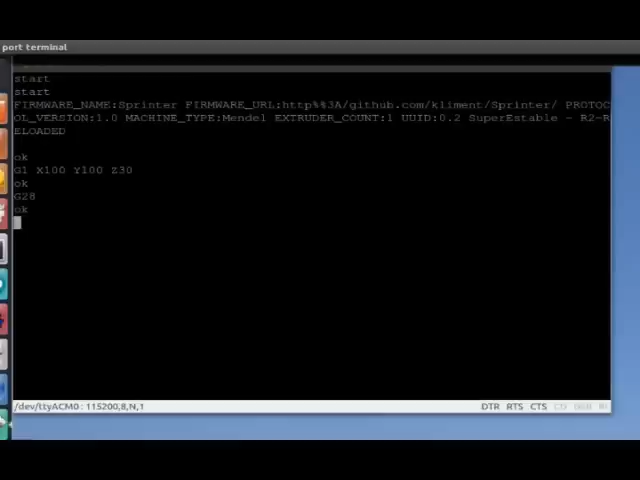 port terminal
start
start
FIRMWARE_NAME:Sprinter FIRMWARE_URL:http%%3A/github.com/kliment/Sprinter/ PROTOC
OL_VERSION:1.0 MACHINE_TYPE:Mendel EXTRUDER_COUNT:1 UUID:0.2 SuperEstable - R2-R
ELOADED
ok
G1 X100 Y100 Z30
ok
G28
ok
/dev/ttyACM0 : 115200,8,N,1 DTR RTS CTS CD